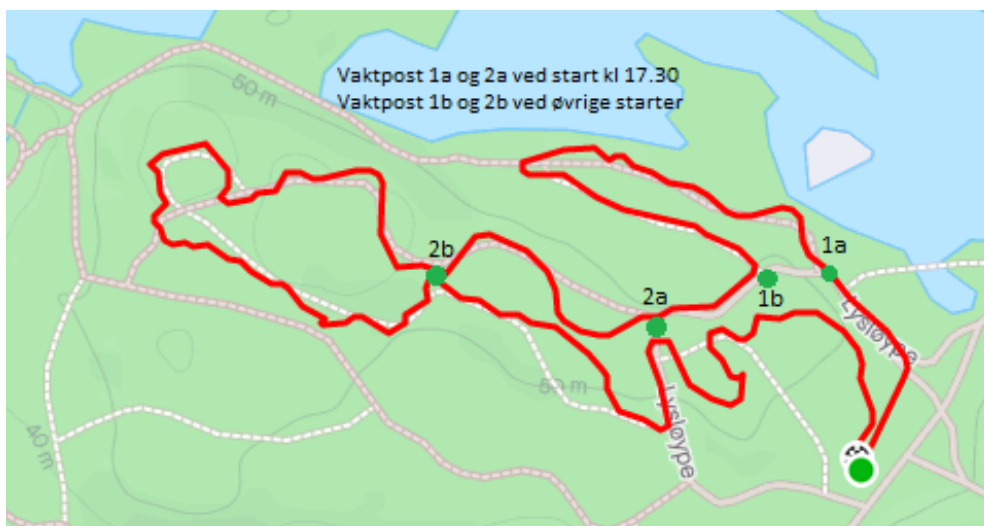 Vaktpost 1a og 2a ved start kl 17.30
Vaktpost 1b og 2b ved øvrige starter
50 m
2b
1a
1b
2a
Lysløype
50 m
Lysløype
40 m